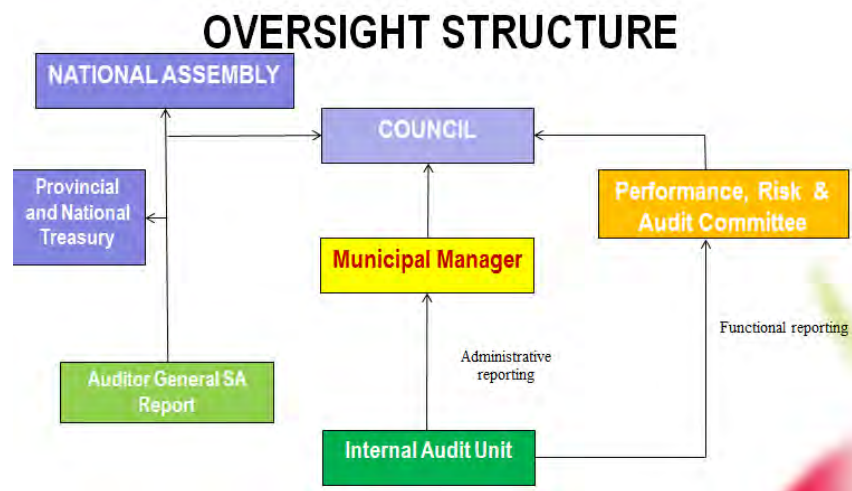 OVERSIGHT STRUCTURE
NATIONAL ASSEMBLY
COUNCIL
Provincial
and National
Treasury
Performance, Risk &
Audit Committee
Municipal Manager
Functional reporting
Administrative
reporting
Auditor General SA
Report
Internal Audit Unit